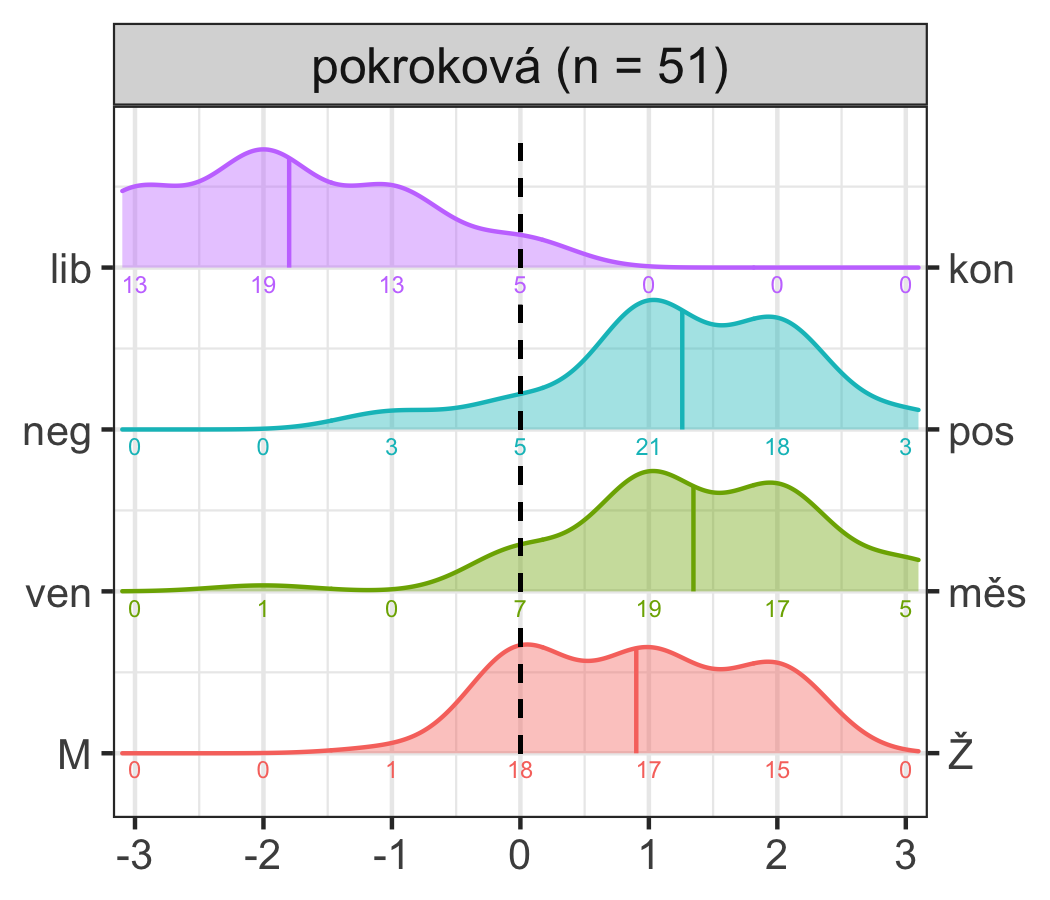 pokroková (n = 51)
lib kon
13 19 13 5 0 0 0
neg pos
0 0 3 5 21 18 3
ven měs
0 1 0 7 19 17 5
M Ž
0 0 1 18 17 15 0
-3 -2 -1 0 1 2 3